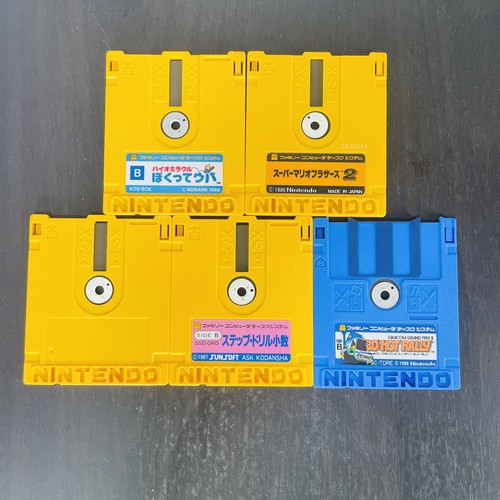 B
ファミリー コンピュータ ディスク システム
バイオミラクル
ぼくってウパ
KDS-BOK
© KONAMI 1988
NINTENDO
ファミリー コンピュータ ディスク システム
スーパーマリオブラザーズ2
©1986 Nintendo
MADE IN JAPAN
NINTENDO
NINTENDO
ファミリー コンピュータ ディスク システム
SIDE B
SSD-DRD
ステップ・ドリル小数
©1987 SUNSOFT ASK KODANSHA
NINTENDO
ファミリー コンピュータ ディスク システム
FAMICOM GRAND PRIX II
B
3D HOT RALLY
©1988 Nintendo
NINTENDO